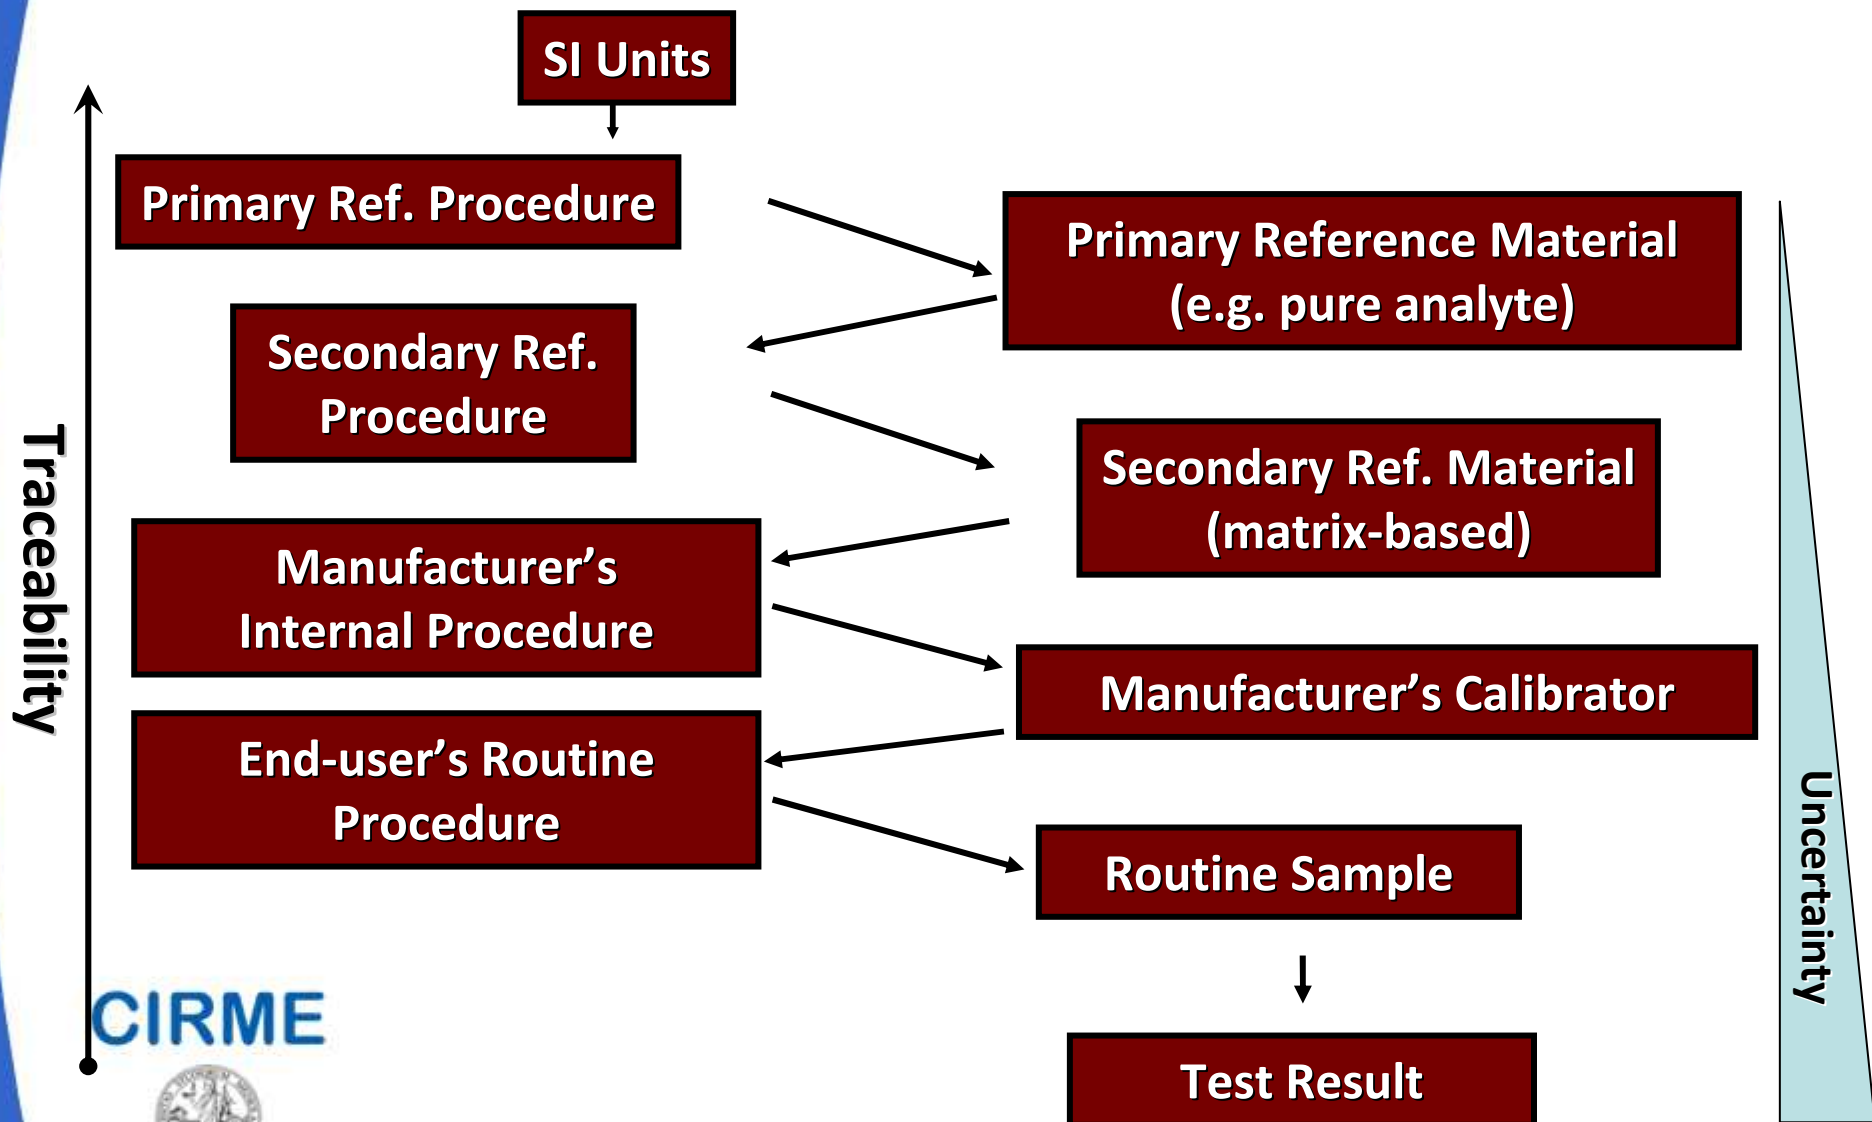 SI Units
Primary Ref. Procedure
Primary Reference Material
(e.g. pure analyte)
Secondary Ref.
Procedure
Secondary Ref. Material
(matrix-based)
Manufacturer’s
Internal Procedure
Manufacturer’s Calibrator
End-user’s Routine
Procedure
Routine Sample
Test Result
Traceability
Uncertainty
CIRME